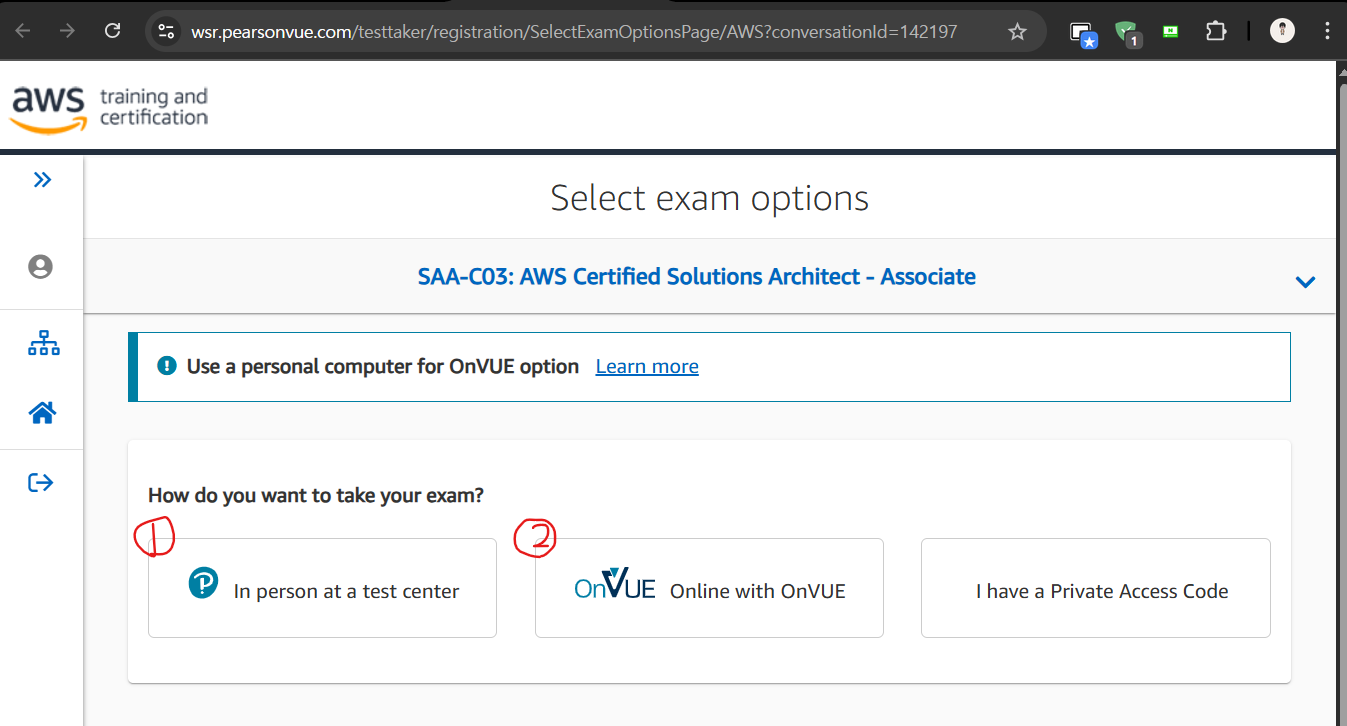 wsr.pearsonvue.com/testtaker/registration/SelectExamOptionsPage/AWS?conversationId=142197
1
aws training and
certification
Select exam options
SAA-C03: AWS Certified Solutions Architect - Associate
Use a personal computer for OnVUE option Learn more
How do you want to take your exam?
1
2
In person at a test center
OnVUE Online with OnVUE
I have a Private Access Code